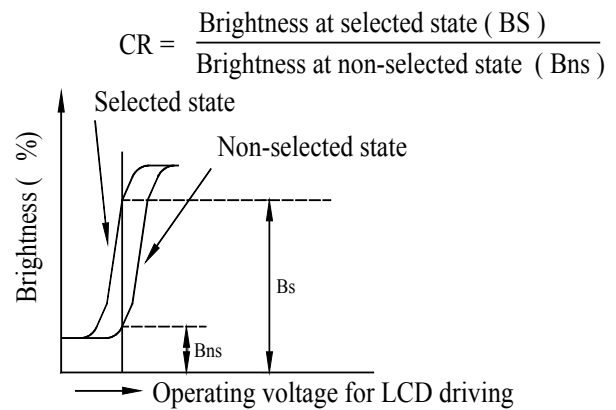 CR = Brightness at selected state ( BS )
Brightness at non-selected state ( Bns )
Selected state
Non-selected state
Brightness ( %)
Bs
Bns
Operating voltage for LCD driving